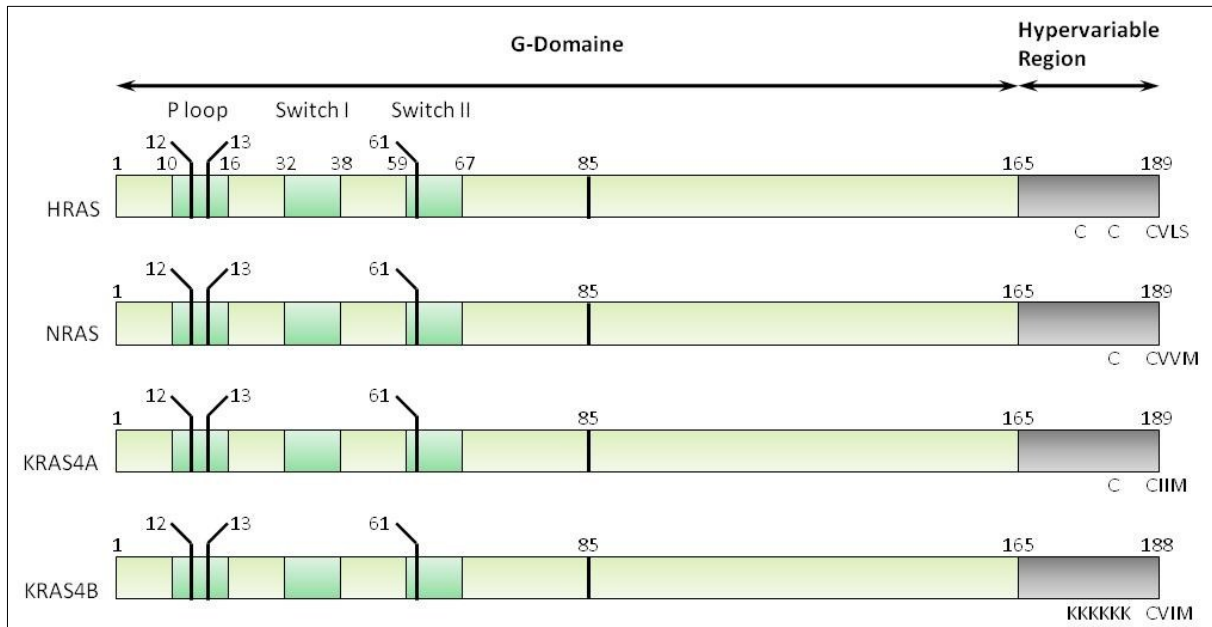 G-Domaine
Hypervariable
Region
P loop Switch I Switch II
12 13 61
1 10 16 32 38 59 67 85 165 189
HRAS
C C CVLS
12 13 61
1 85 165 189
NRAS
C CVVM
12 13 61
1 85 165 189
KRAS4A
C CIIM
12 13 61
1 85 165 188
KRAS4B
KKKKKK CVIM